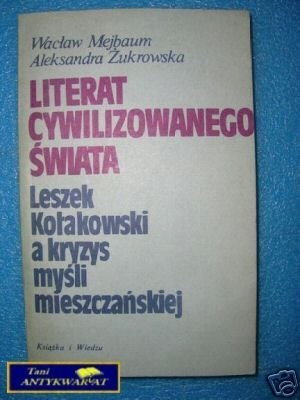 Wacław Mejbaum
Aleksandra Żukrowska
LITERAT
CYWILIZOWANEGO
ŚWIATA
Leszek
Kołakowski
a kryzys
myśli
mieszczańskiej
Książka i Wiedza
Tani
ANTYKWARIAT